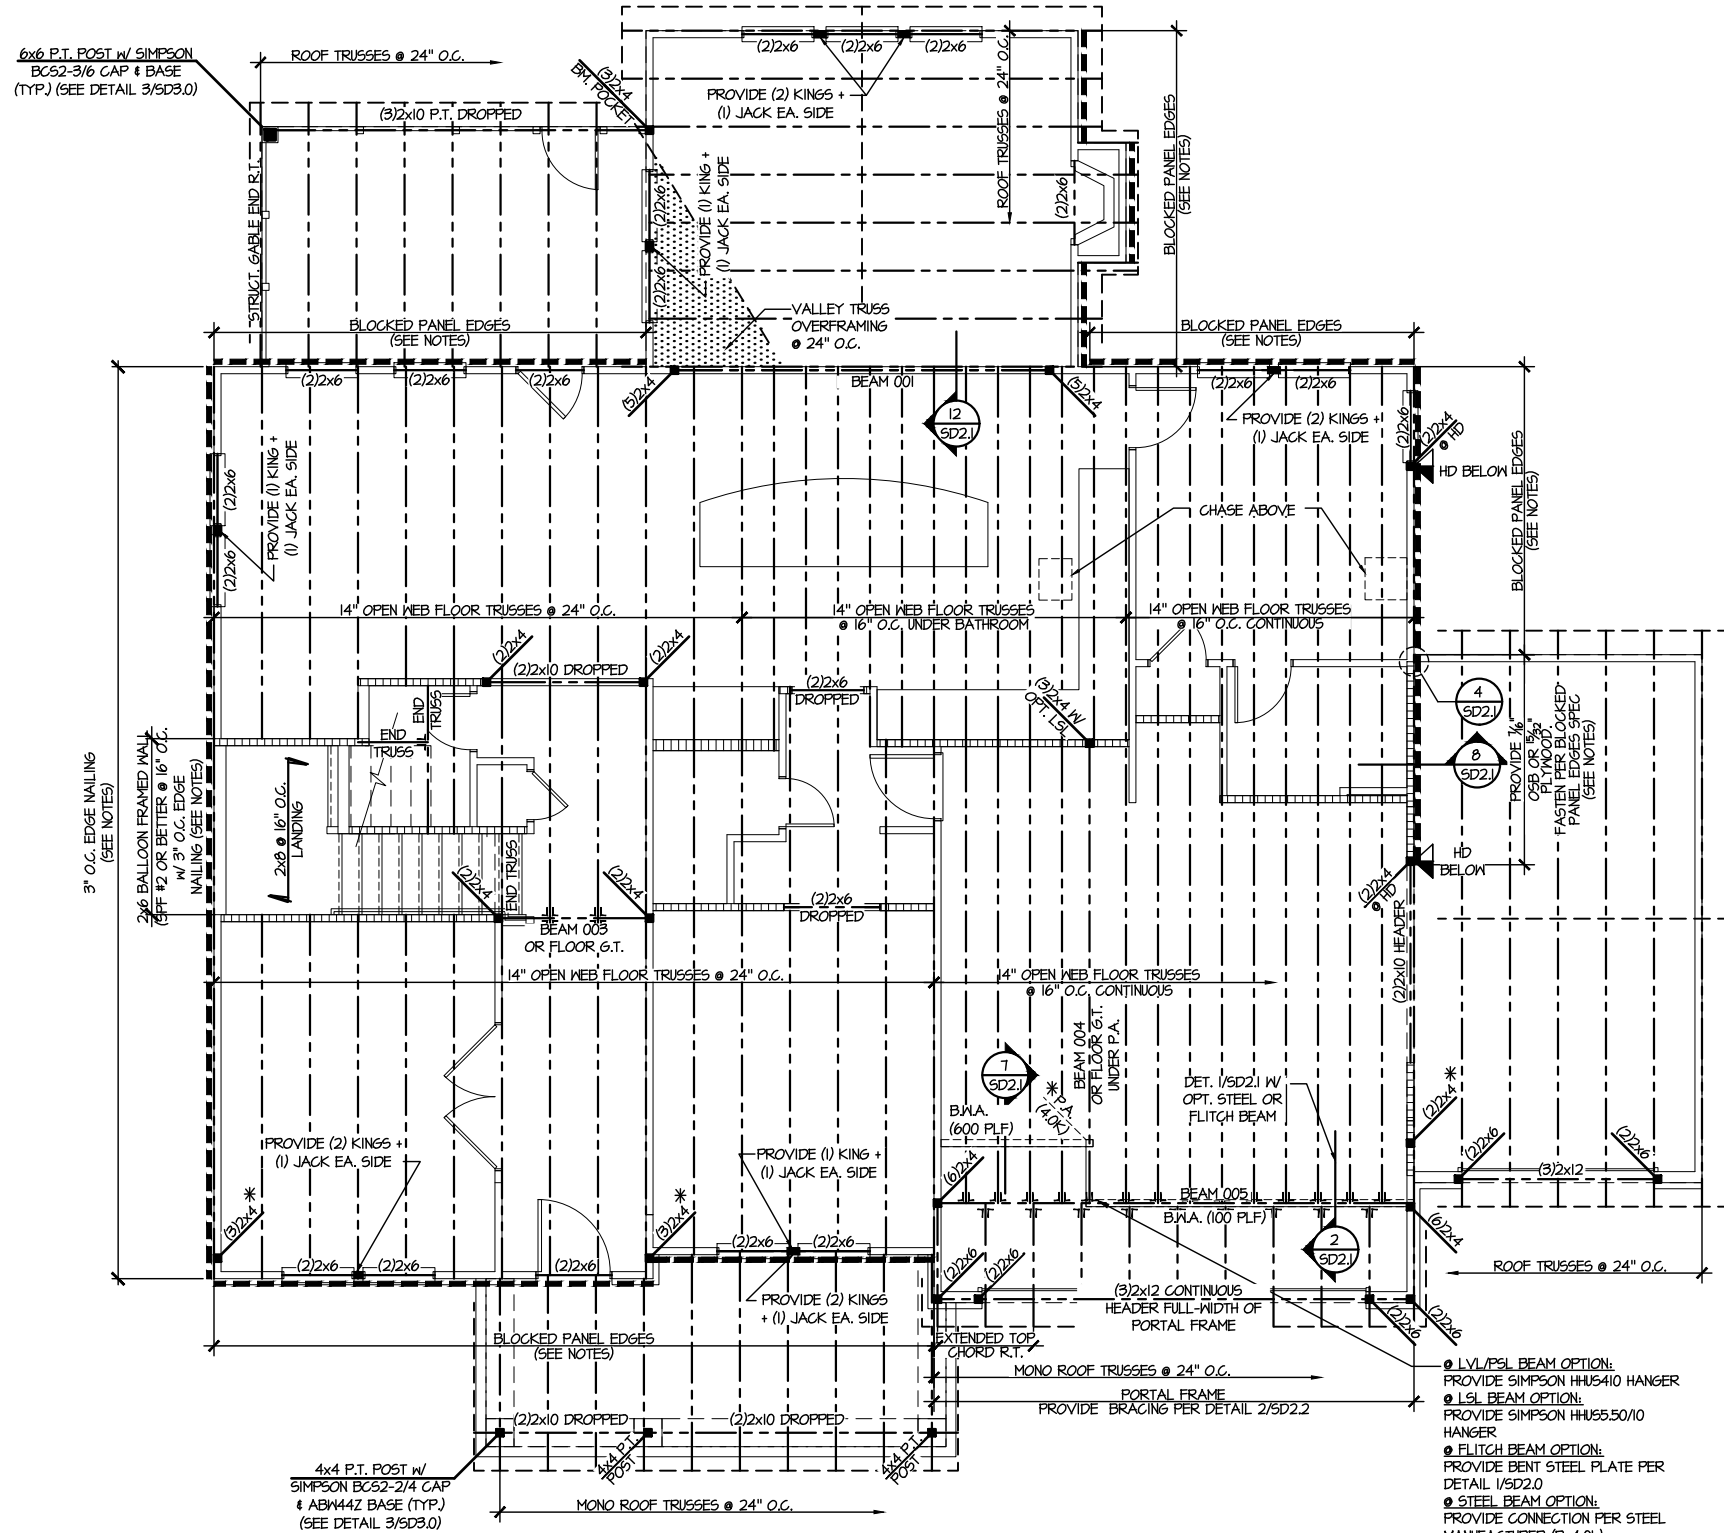 6x6 P.T. POST W/ SIMPSON
BCS2-3/6 CAP & BASE
(TYP.) (SEE DETAIL 3/SD3.0)
ROOF TRUSSES @ 24" O.C.
(3)2x10 P.T. DROPPED
(3)2x4
BM. POCKET
STRUCT. GABLE END R.T.
(2)2x6
(2)2x6
(2)2x6
PROVIDE (2) KINGS +
(1) JACK EA. SIDE
ROOF TRUSSES @ 24" O.C.
BLOCKED PANEL EDGES
(SEE NOTES)
(2)2x6
(2)2x6
(2)2x6
PROVIDE (1) KING +
(1) JACK EA. SIDE
VALLEY TRUSS
OVERFRAMING
@ 24" O.C.
BLOCKED PANEL EDGES
(SEE NOTES)
BLOCKED PANEL EDGES
(SEE NOTES)
(2)2x6
(2)2x6
(2)2x6
(5)2x4
BEAM 001
(5)2x4
12
SD2.1
(2)2x6
(2)2x6
PROVIDE (2) KINGS +
(1) JACK EA. SIDE
(2)2x6
(2)2x4
@ HD
HD BELOW
BLOCKED PANEL EDGES
(SEE NOTES)
(2)2x6
(2)2x6
PROVIDE (1) KING +
(1) JACK EA. SIDE
CHASE ABOVE
14" OPEN WEB FLOOR TRUSSES @ 24" O.C.
14" OPEN WEB FLOOR TRUSSES
@ 16" O.C. UNDER BATHROOM
14" OPEN WEB FLOOR TRUSSES
@ 16" O.C. CONTINUOUS
(2)2x4
(2)2x10 DROPPED
(2)2x4
(2)2x6
DROPPED
(3)2x4 W/
OPT. LSL
END
TRUSS
END
TRUSS
4
SD2.1
8
SD2.1
PROVIDE 7/16"
OSB OR 15/32"
PLYWOOD.
FASTEN PER BLOCKED
PANEL EDGES SPEC
(SEE NOTES)
3" O.C. EDGE NAILING
(SEE NOTES)
2x6 BALLOON FRAMED WALL
(SPF #2 OR BETTER @ 16" O.C.
W/ 3" O.C. EDGE
NAILING (SEE NOTES)
2x8 @ 16" O.C.
LANDING
END TRUSS
(2)2x4
(2)2x4
BEAM 003
OR FLOOR G.T.
(2)2x6
DROPPED
HD
BELOW
(2)2x4
@ HD
(2)2x10 HEADER
14" OPEN WEB FLOOR TRUSSES @ 24" O.C.
14" OPEN WEB FLOOR TRUSSES
@ 16" O.C. CONTINUOUS
BEAM 004
OR FLOOR G.T.
UNDER P.A.
7
SD2.1
* P.A.
(4.0K)
B.W.A.
(600 PLF)
DET. 1/SD2.1 W/
OPT. STEEL OR
FLITCH BEAM
(2)2x4 *
(2)2x6
(3)2x12
(2)2x6
PROVIDE (2) KINGS +
(1) JACK EA. SIDE
PROVIDE (1) KING +
(1) JACK EA. SIDE
(6)2x4
BEAM 005
B.W.A. (100 PLF)
(6)2x4
2
SD2.1
*
(3)2x4
*
(3)2x4
(2)2x6
(2)2x6
(2)2x6
(2)2x6
(2)2x6
(2)2x6
(2)2x6
(3)2x12 CONTINUOUS
HEADER FULL-WIDTH OF
PORTAL FRAME
(2)2x6
(2)2x6
ROOF TRUSSES @ 24" O.C.
PROVIDE (2) KINGS
+ (1) JACK EA. SIDE
BLOCKED PANEL EDGES
(SEE NOTES)
EXTENDED TOP
CHORD R.T.
MONO ROOF TRUSSES @ 24" O.C.
PORTAL FRAME
PROVIDE BRACING PER DETAIL 2/SD2.2
(2)2x10 DROPPED
(2)2x10 DROPPED
4x4 P.T.
POST
4x4 P.T.
POST
4x4 P.T. POST W/
SIMPSON BCS2-2/4 CAP
& ABW44Z BASE (TYP.)
(SEE DETAIL 3/SD3.0)
MONO ROOF TRUSSES @ 24" O.C.
@ LVL/PSL BEAM OPTION:
PROVIDE SIMPSON HHUS410 HANGER
@ LSL BEAM OPTION:
PROVIDE SIMPSON HHUS5.50/10
HANGER
@ FLITCH BEAM OPTION:
PROVIDE BENT STEEL PLATE PER
DETAIL 1/SD2.0
@ STEEL BEAM OPTION:
PROVIDE CONNECTION PER STEEL